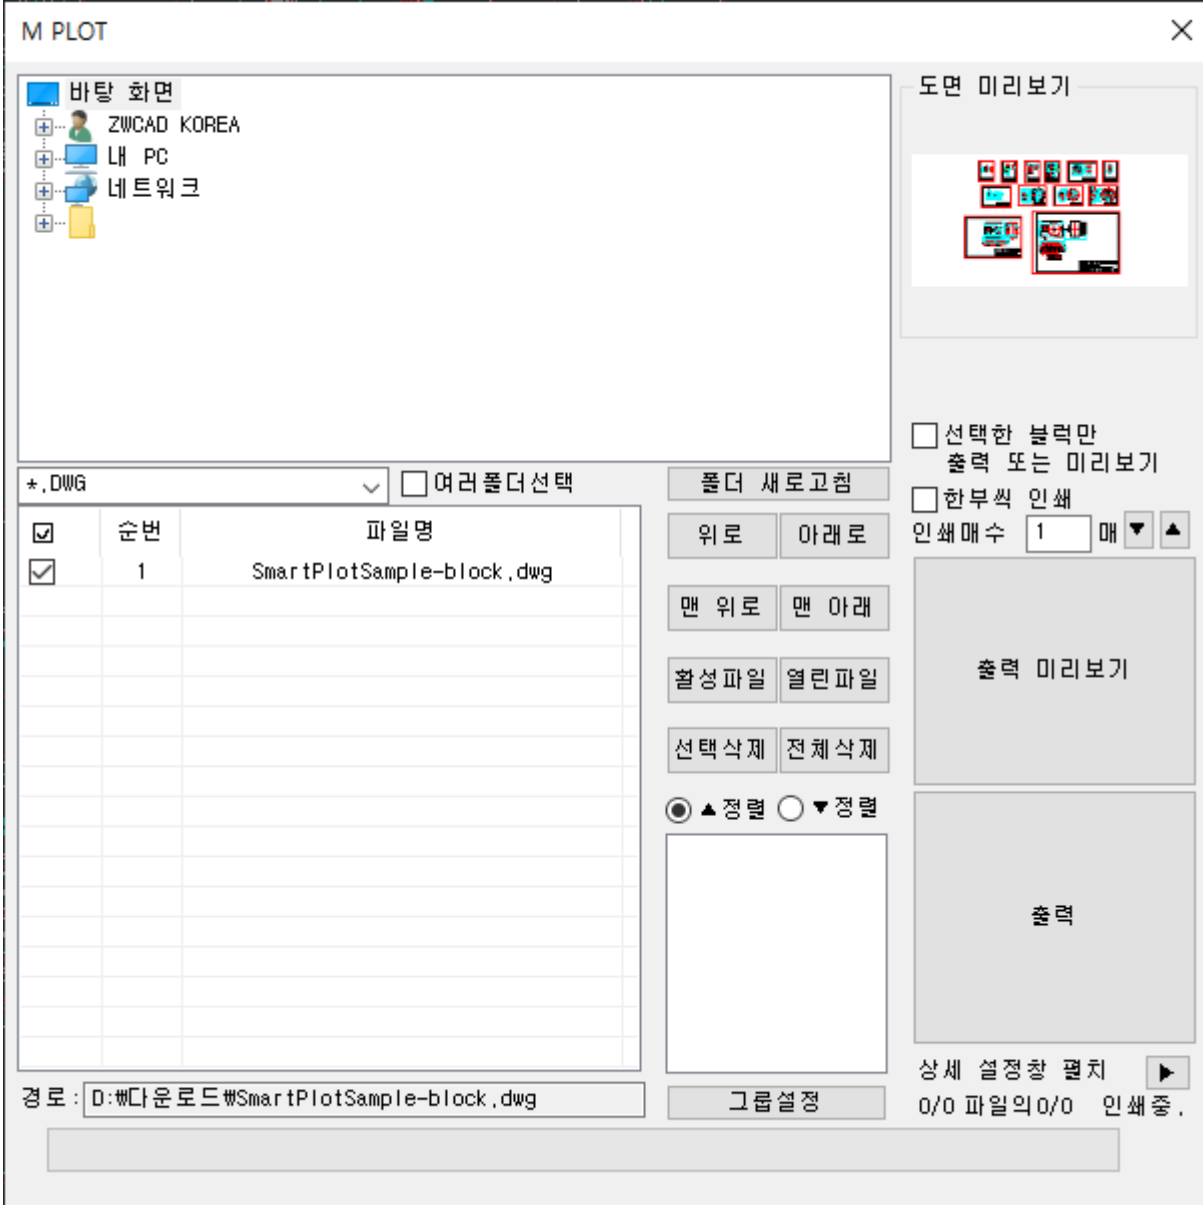 M PLOT
바탕 화면
ZWCAD KOREA
내 PC
네트워크
도면 미리보기
선택한 블럭만
출력 또는 미리보기
한부씩 인쇄
인쇄매수 1 매 ▼ ▲
*.DWG
여러폴더선택
폴더 새로고침
순번 파일명
1 SmartPlotSample-block.dwg
위로 아래로
맨 위로 맨 아래
활성파일 열린파일
선택삭제 전체삭제
▲정렬 ▼정렬
출력 미리보기
출력
경로: D:₩다운로드₩SmartPlotSample-block.dwg
그룹설정
상세 설정창 펼치 ▶
0/0 파일의0/0 인쇄중.